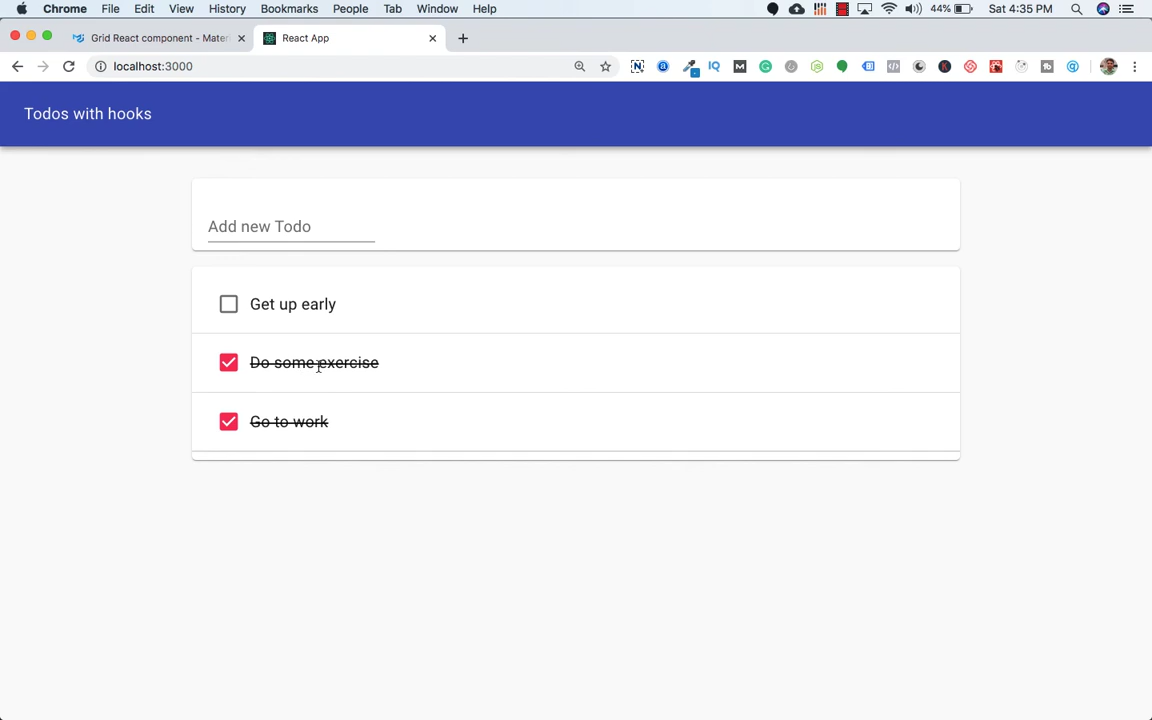 Chrome File Edit View History Bookmarks People Tab Window Help 44% Sat 4:35 PM
Grid React component - Mater
React App
localhost:3000
Todos with hooks
Add new Todo
Get up early
Do some exercise
Go to work